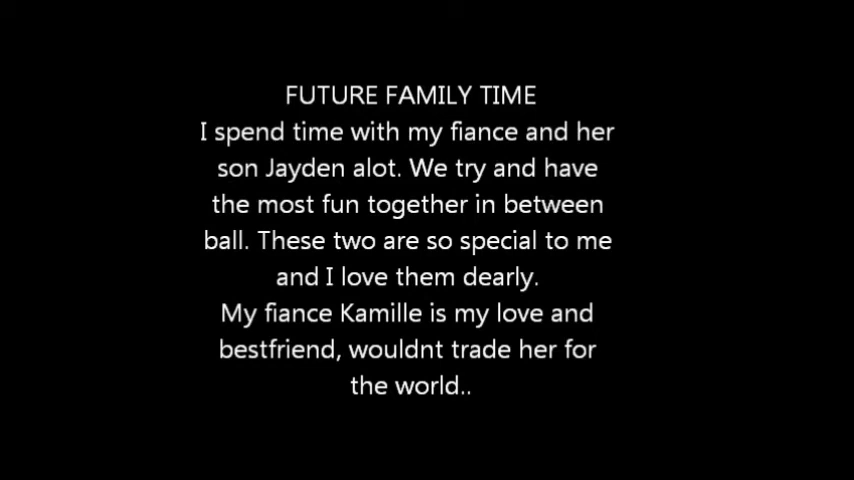 FUTURE FAMILY TIME
I spend time with my fiance and her
son Jayden alot. We try and have
the most fun together in between
ball. These two are so special to me
and I love them dearly.
My fiance Kamille is my love and
bestfriend, wouldnt trade her for
the world..